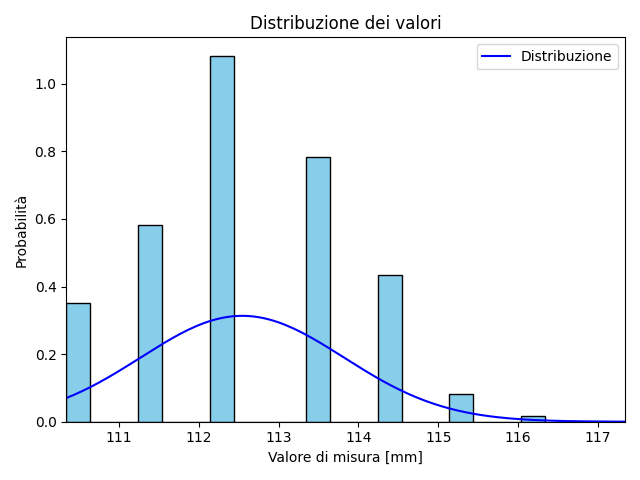 Distribuzione dei valori
Distribuzione
Probabilità
1.0
0.8
0.6
0.4
0.2
0.0
111 112 113 114 115 116 117
Valore di misura [mm]